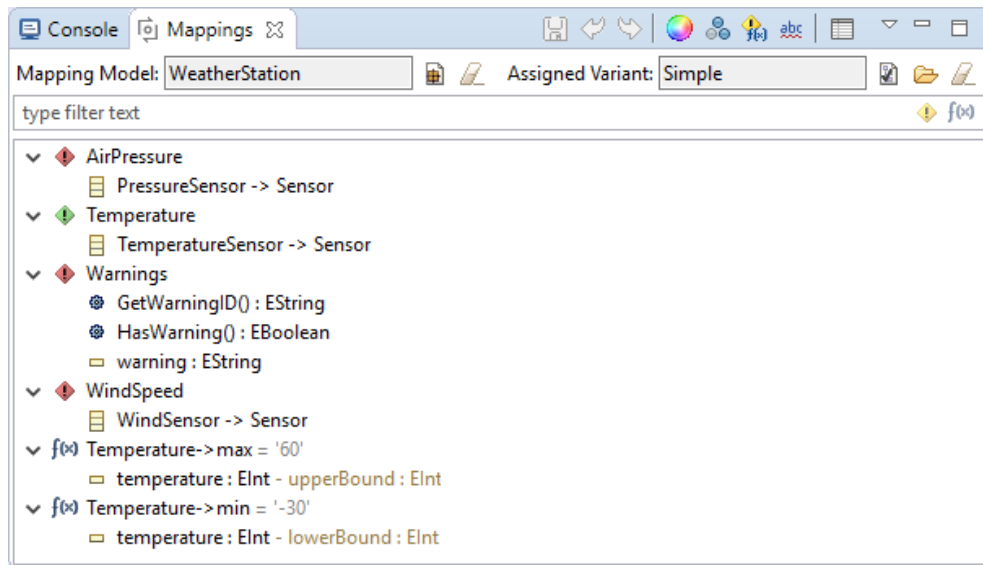 Console Mappings
abc f(x)
Mapping Model: WeatherStation Assigned Variant: Simple
type filter text f(x)
AirPressure
PressureSensor -> Sensor
Temperature
TemperatureSensor -> Sensor
Warnings
GetWarningID() : EString
HasWarning() : EBoolean
warning : EString
WindSpeed
WindSensor -> Sensor
f(x) Temperature->max = '60'
temperature : EInt - upperBound : EInt
f(x) Temperature->min = '-30'
temperature : EInt - lowerBound : EInt